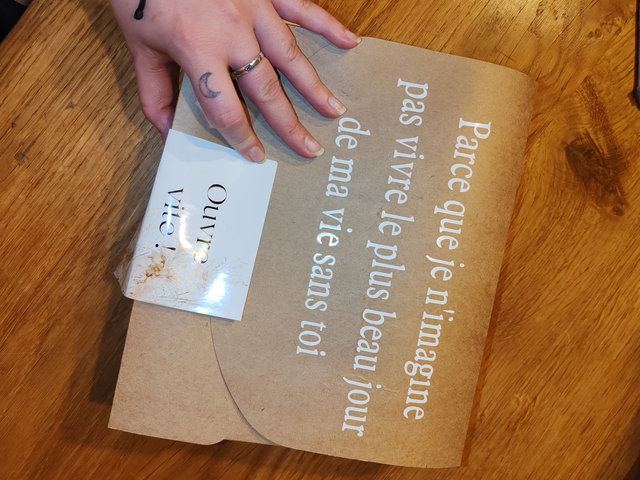 Parce que je n'imagine
pas vivre le plus beau jour
de ma vie sans toi
Ouvre
vite !